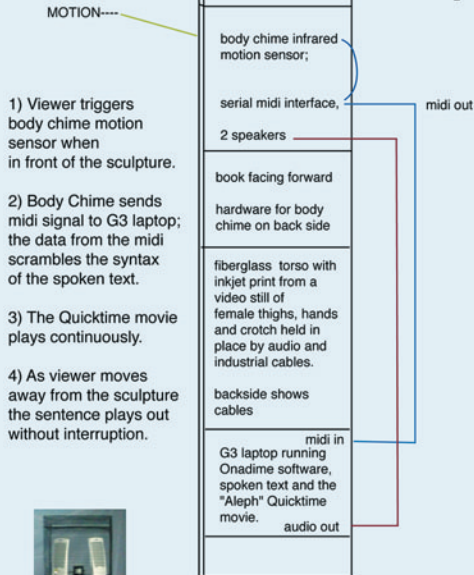 MOTION----
1) Viewer triggers
body chime motion
sensor when
in front of the sculpture.
2) Body Chime sends
midi signal to G3 laptop;
the data from the midi
scrambles the syntax
of the spoken text.
3) The Quicktime movie
plays continuously.
4) As viewer moves
away from the sculpture
the sentence plays out
without interruption.
body chime infrared
motion sensor;
serial midi interface,
midi out
2 speakers
book facing forward
hardware for body
chime on back side
fiberglass torso with
inkjet print from a
video still of
female thighs, hands
and crotch held in
place by audio and
industrial cables.
backside shows
cables
midi in
G3 laptop running
Onadime software,
spoken text and the
"Aleph" Quicktime
movie.
audio out